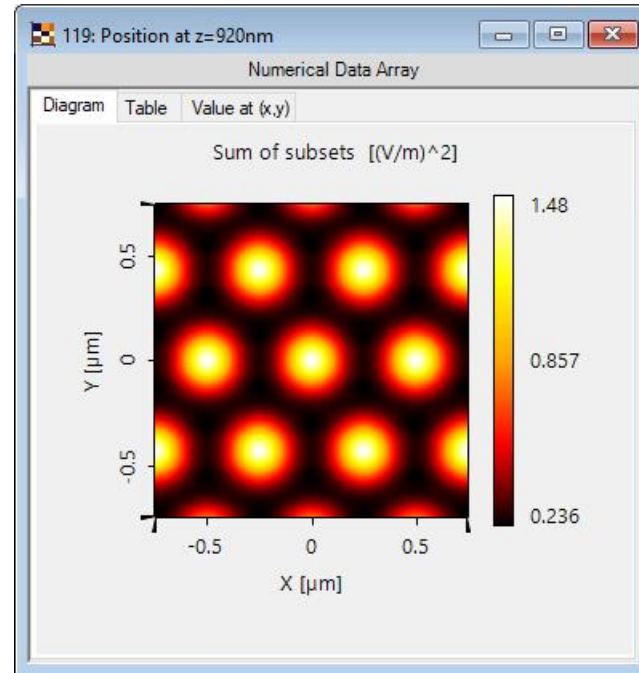 119: Position at z=920nm
Numerical Data Array
Diagram Table Value at (x,y)
Sum of subsets [(V/m)^2]
1.48
0.857
0.236
0.5
0
-0.5
Y [µm]
-0.5 0 0.5
X [µm]